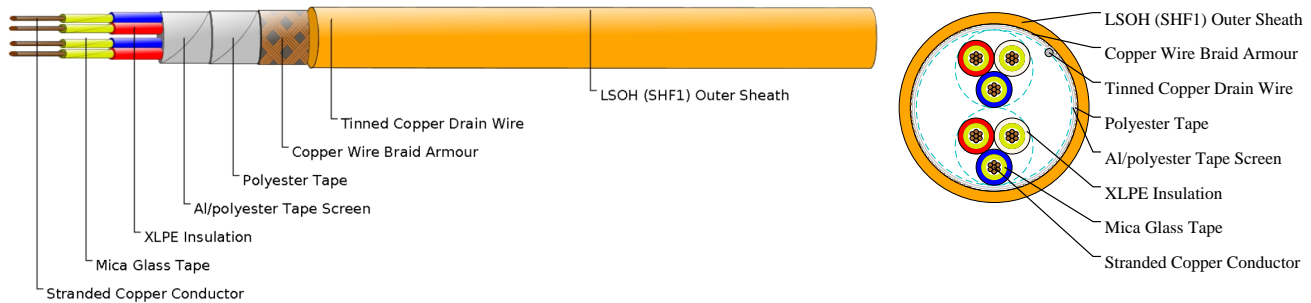 LSOH (SHF1) Outer Sheath
Tinned Copper Drain Wire
Copper Wire Braid Armour
Polyester Tape
Al/polyester Tape Screen
XLPE Insulation
Mica Glass Tape
Stranded Copper Conductor
LSOH (SHF1) Outer Sheath
Copper Wire Braid Armour
Tinned Copper Drain Wire
Polyester Tape
Al/polyester Tape Screen
XLPE Insulation
Mica Glass Tape
Stranded Copper Conductor